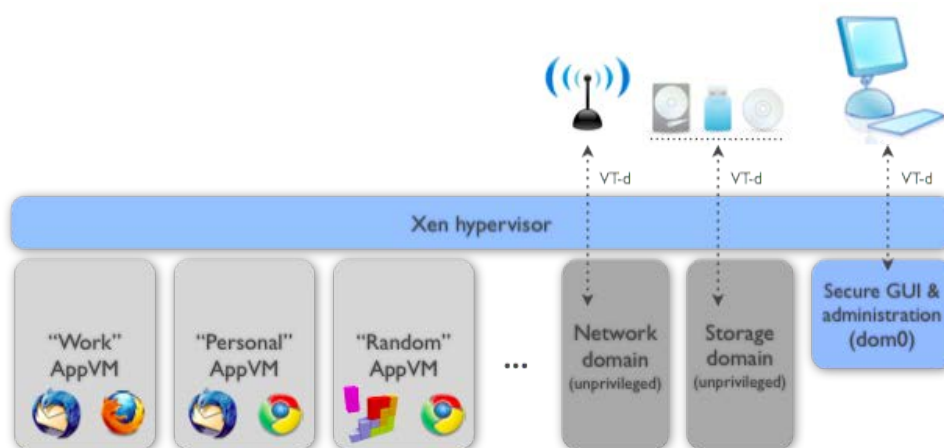 VT-d
VT-d
VT-d
Xen hypervisor
“Work”
AppVM
“Personal”
AppVM
“Random”
AppVM
...
Network
domain
(unprivileged)
Storage
domain
(unprivileged)
Secure GUI &
administration
(dom0)